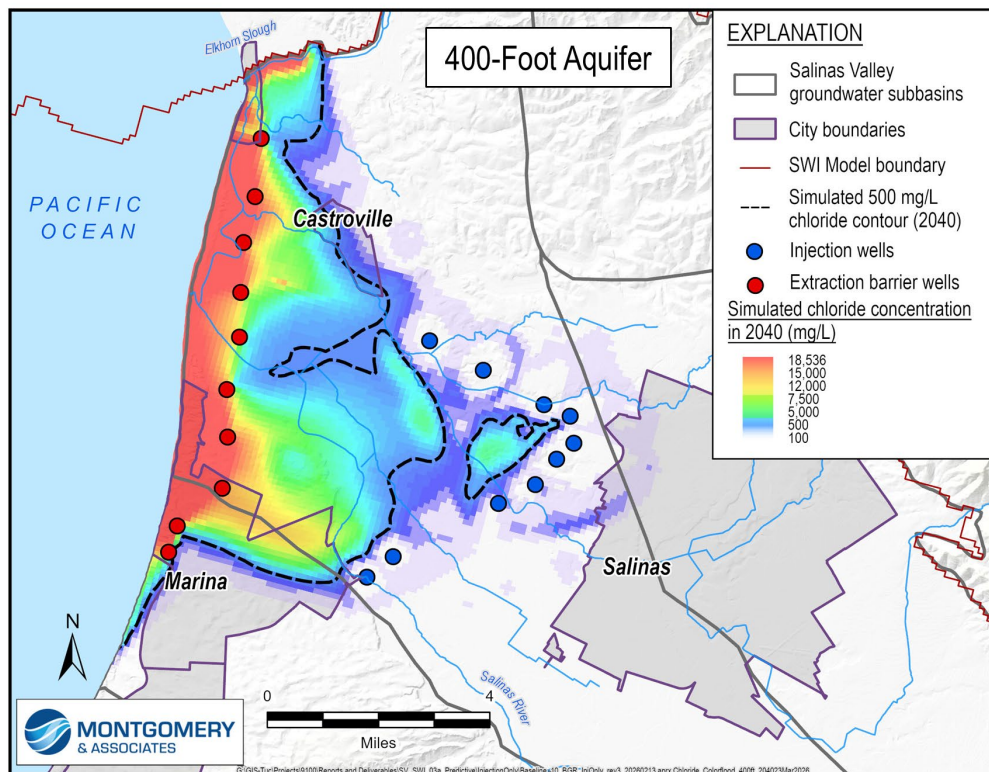 Elkhorn Slough
400-Foot Aquifer
PACIFIC
OCEAN
Castroville
Marina
Salinas
Salinas River
N
0 4
Miles
MONTGOMERY
& ASSOCIATES
EXPLANATION
Salinas Valley
groundwater subbasins
City boundaries
SWI Model boundary
Simulated 500 mg/L
chloride contour (2040)
Injection wells
Extraction barrier wells
Simulated chloride concentration
in 2040 (mg/L)
18,536
15,000
12,000
7,500
5,000
500
100